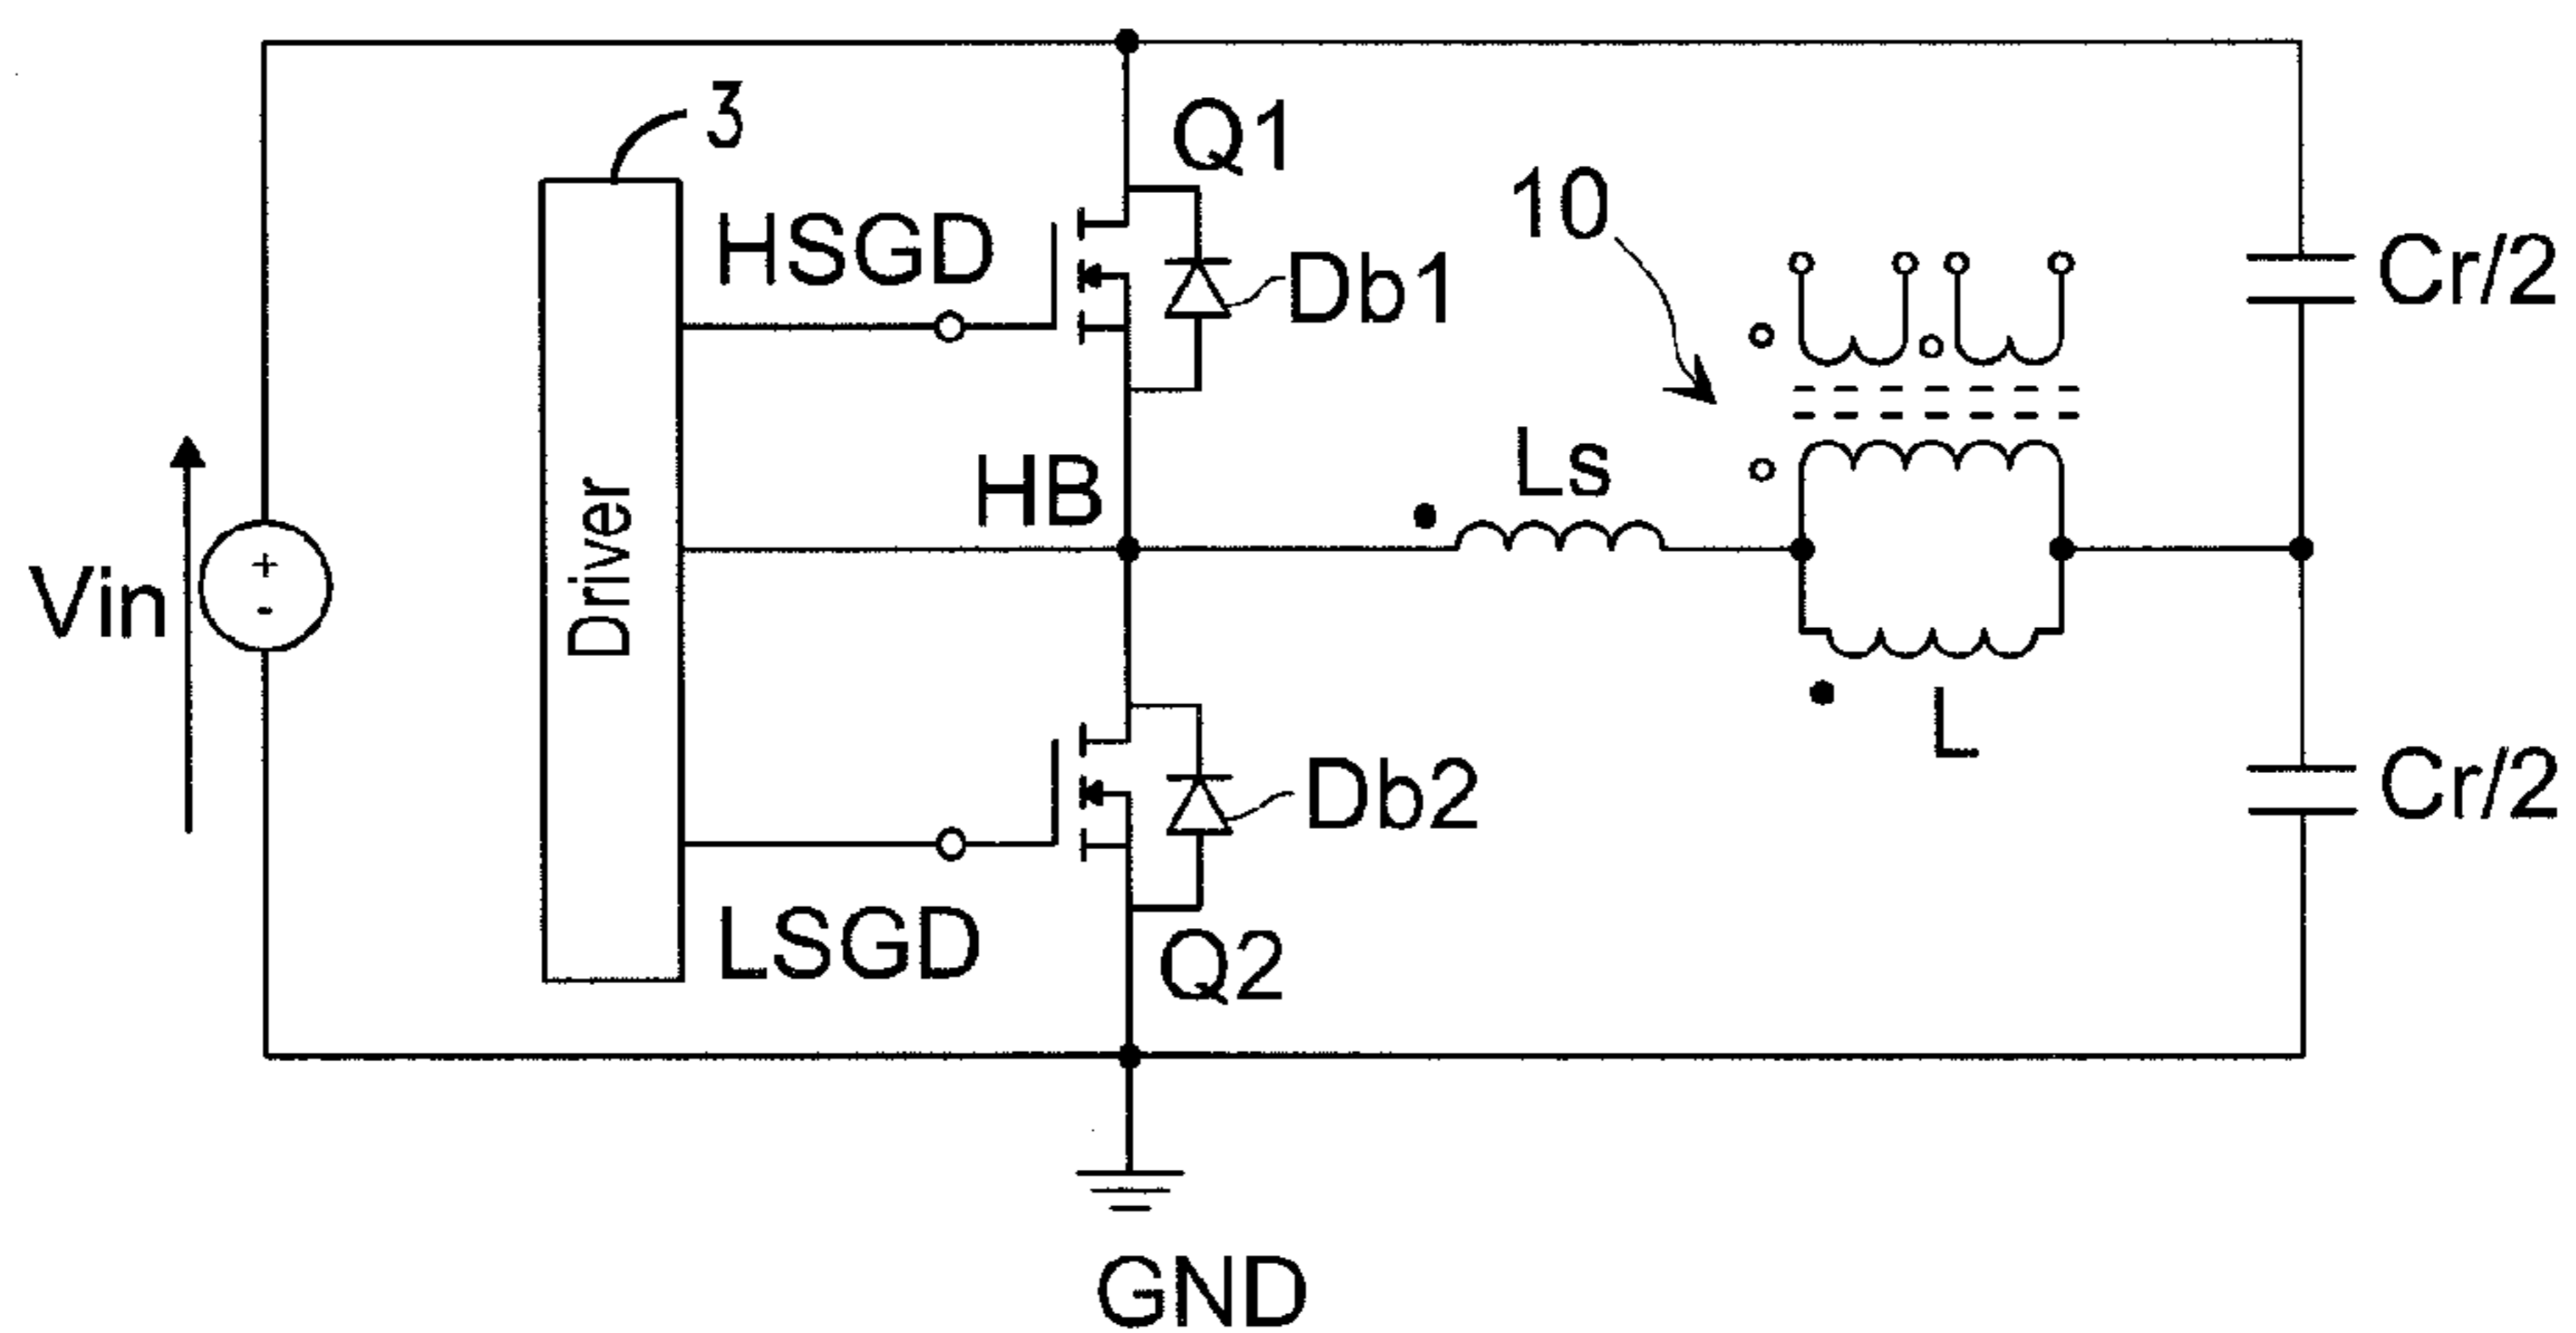 3
Q1
HSGD
10
Db1
Cr/2
HB
Ls
Vin
+
-
Driver
L
Db2
Cr/2
LSGD
Q2
GND